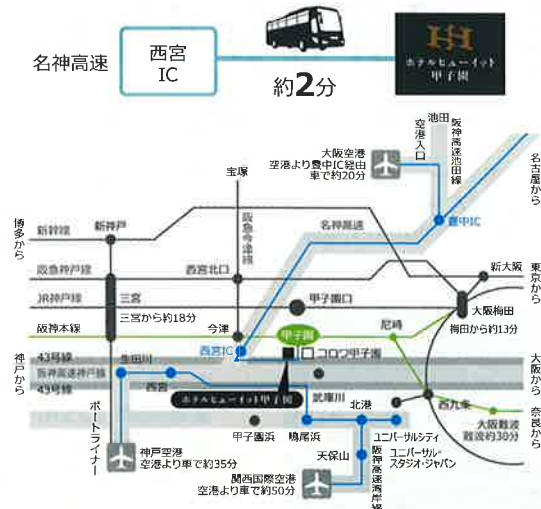 名神高速
西宮
IC
約2分
ホテルヒューイット
甲子園
池田
空港入口
阪神高速池田線
大阪空港
空港より豊中IC経由
車で約20分
名古屋から
宝塚
阪急今津線
名神高速
豊中IC
博多から
新幹線
新神戸
新大阪
東京から
阪急神戸線
西宮北口
JR神戸線
三宮
三宮から約18分
甲子園口
大阪梅田
梅田から約13分
阪神本線
今津
甲子園
尼崎
西宮IC
コロワ甲子園
神戸から
43号線
阪神高速神戸線
43号線
生田川
西宮
ホテルヒューイット甲子園
武庫川
大阪から
西九条
ポートライナー
甲子園浜
鳴尾浜
北港
ユニバーサルシティ
ユニバーサル・
スタジオ・ジャパン
大阪難波
難波約30分
奈良から
天保山
阪神高速湾岸線
神戸空港
空港より車で約35分
関西国際空港
空港より車で約50分